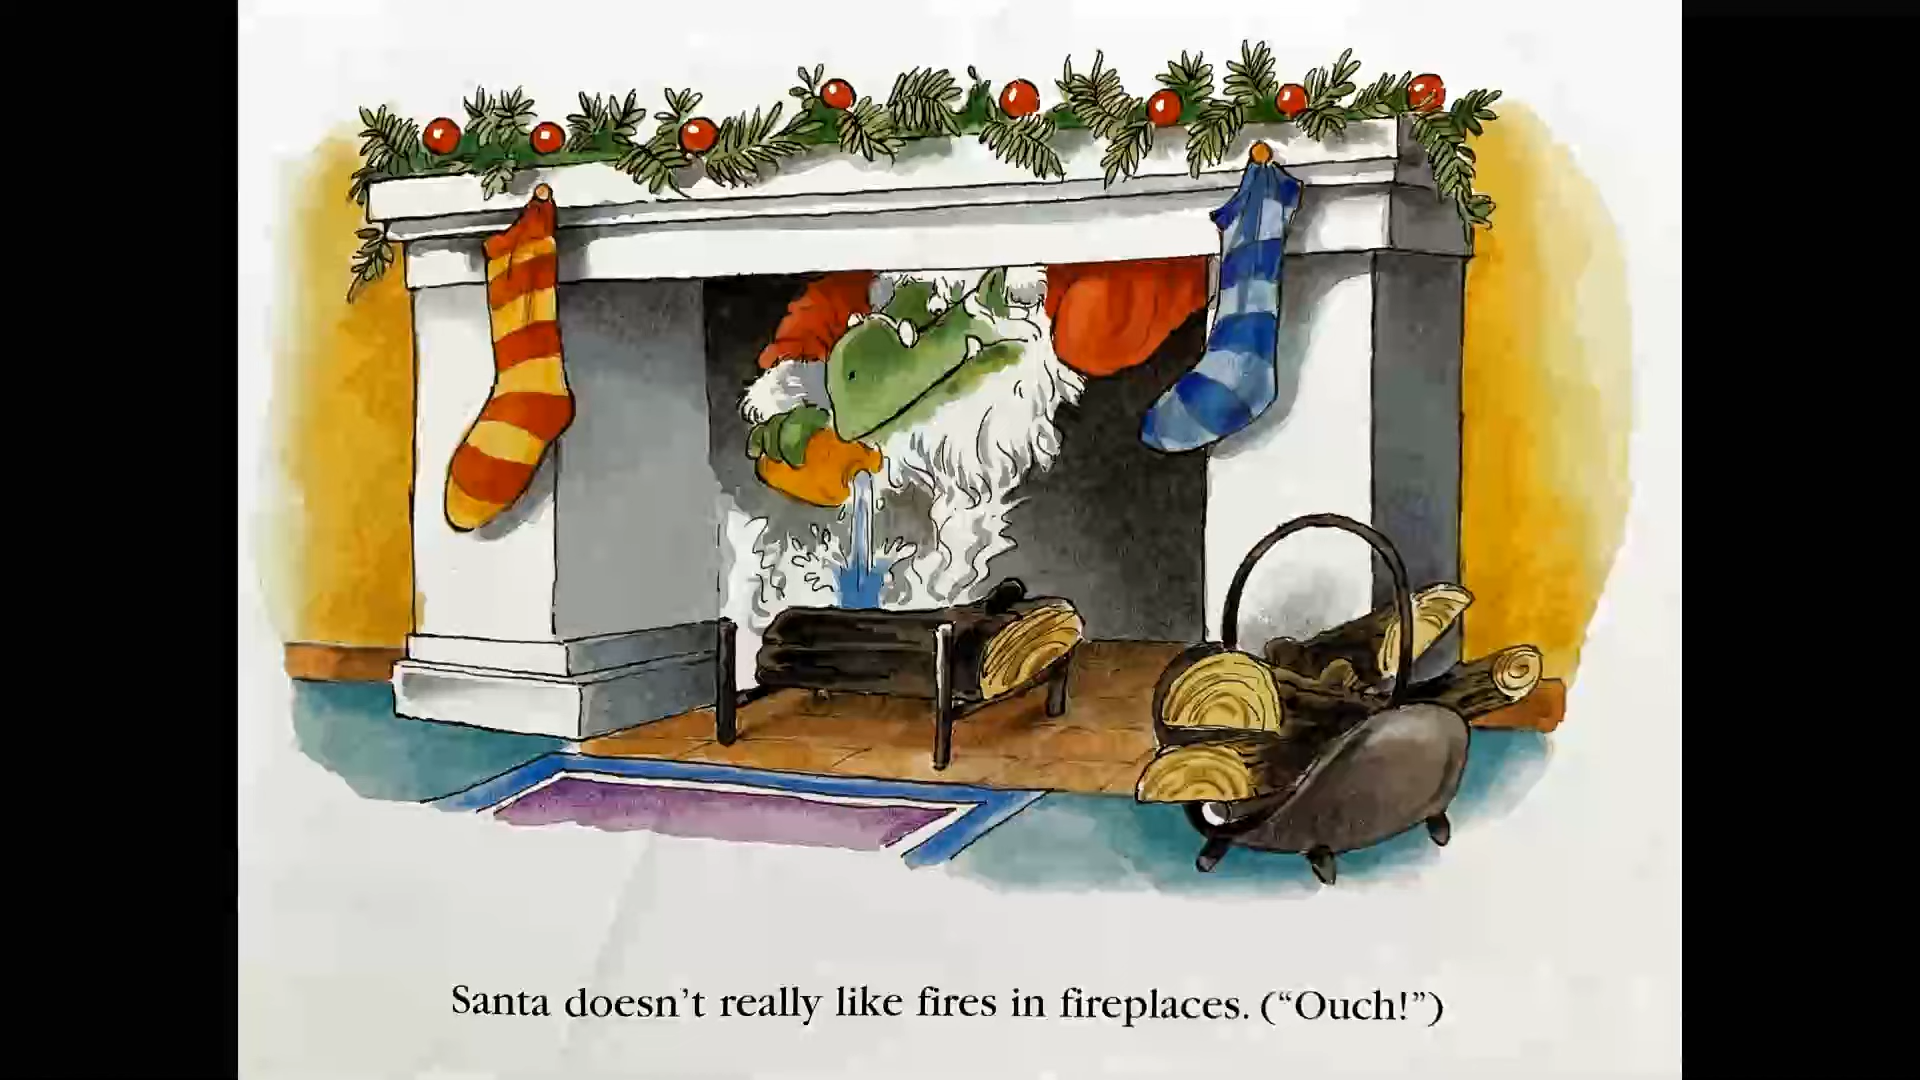 Santa doesn't really like fires in fireplaces. (“Ouch!”)